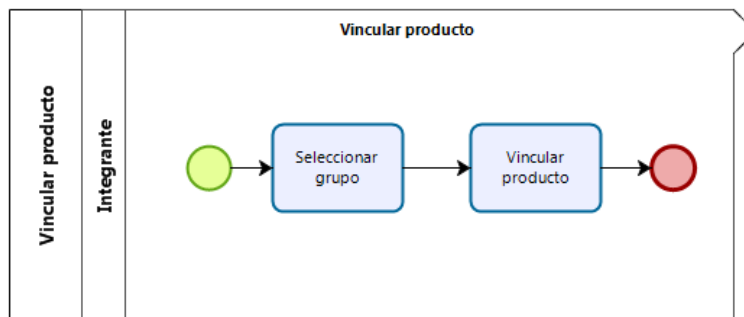 Vincular producto
Vincular producto
Integrante
Seleccionar
grupo
Vincular
producto